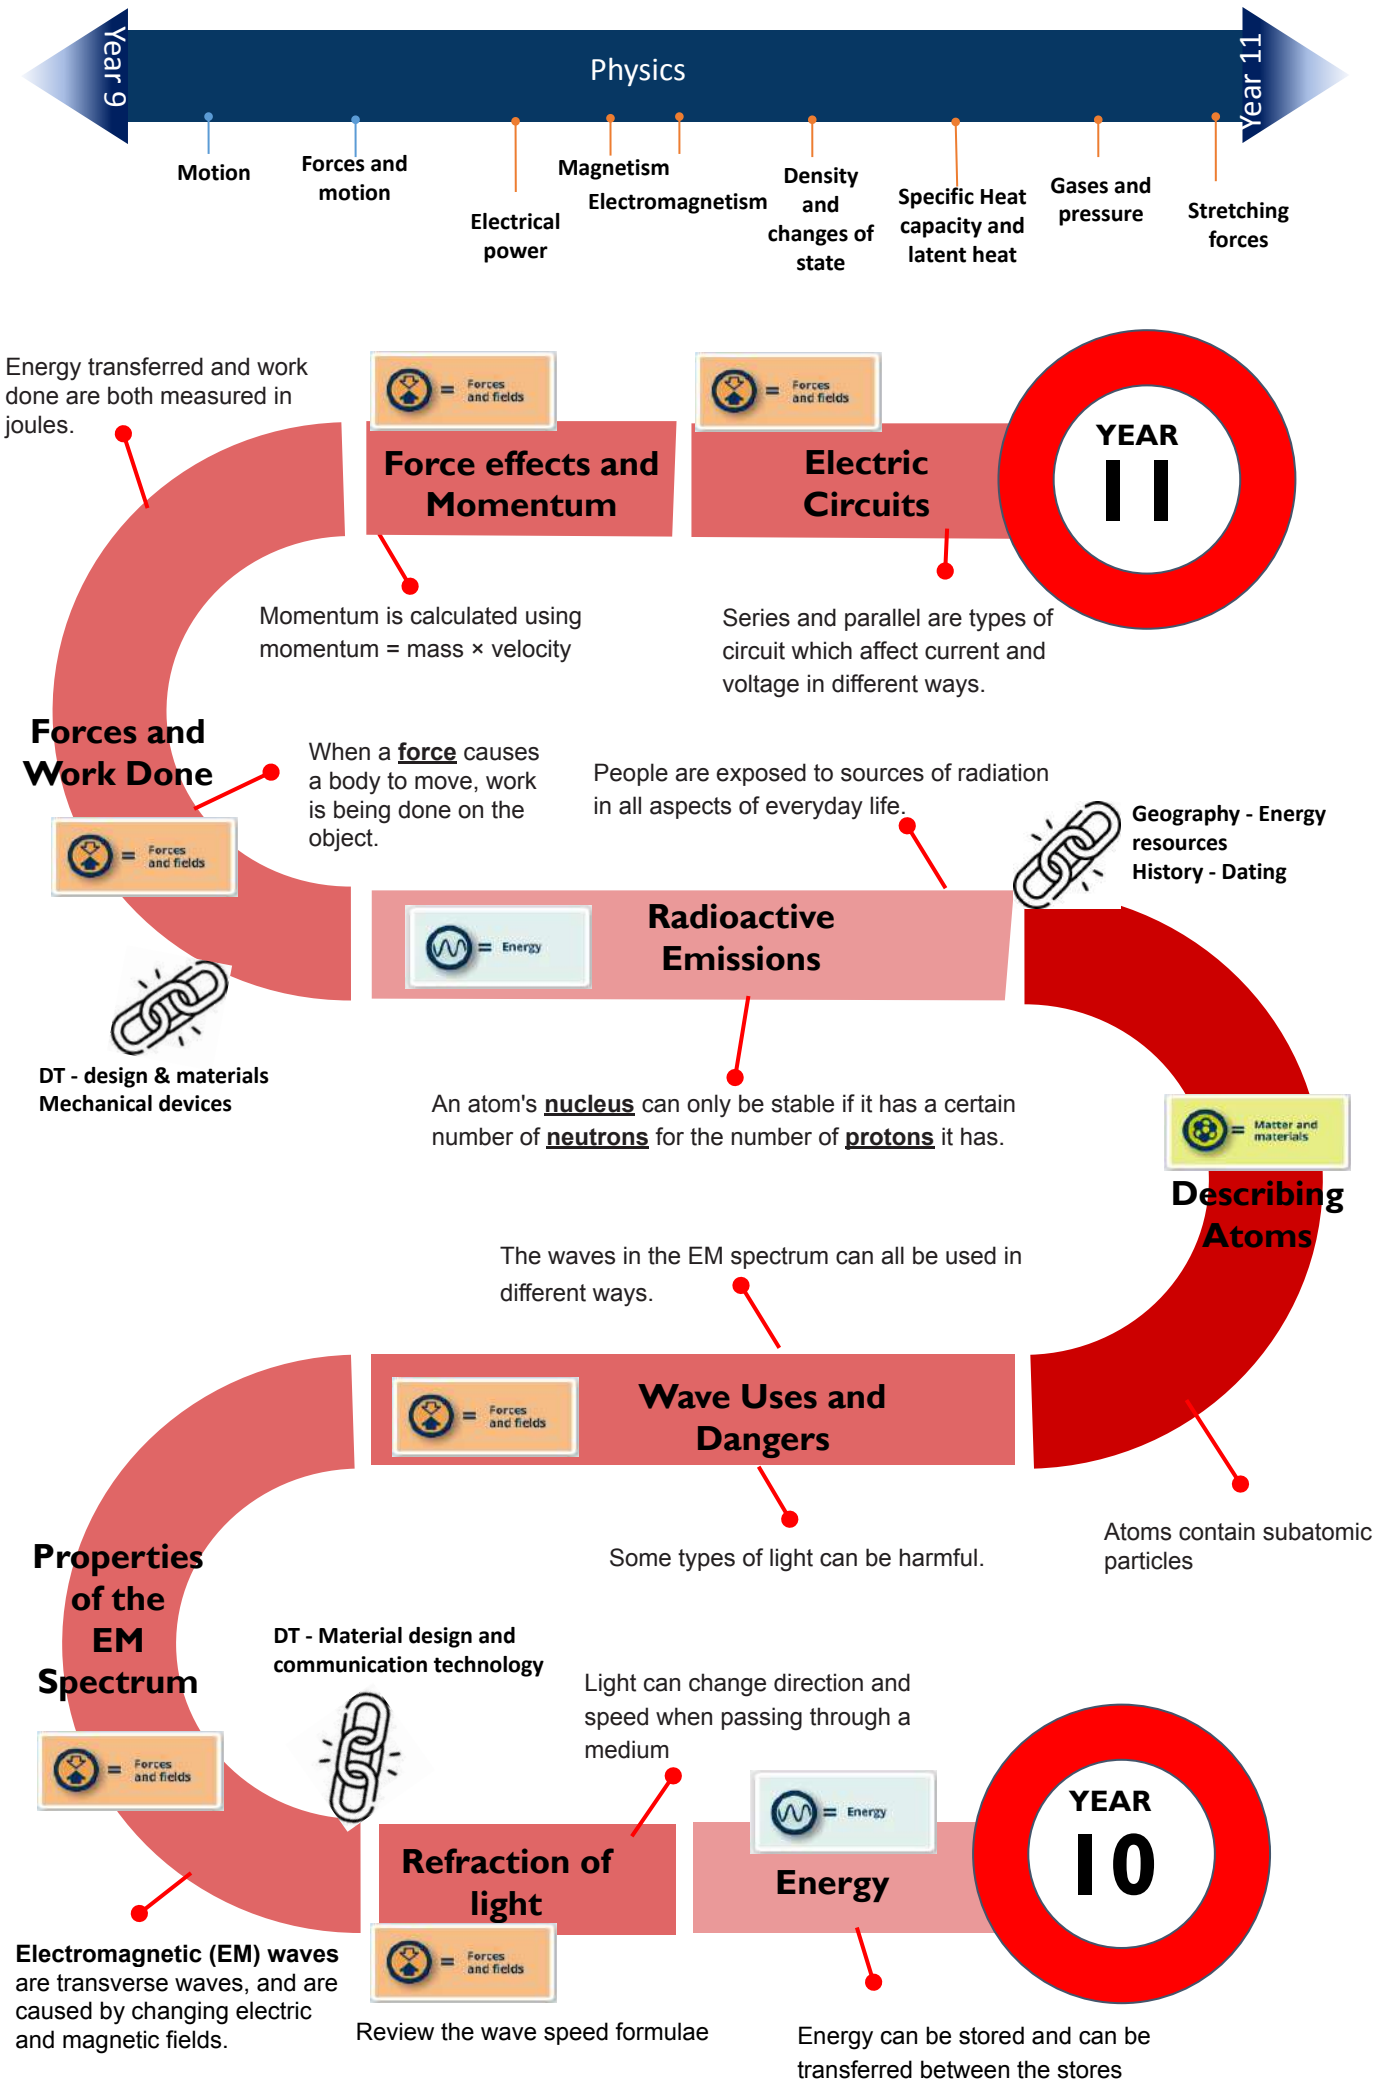 Year 9
Physics
Year 11
Motion
Forces and
motion
Electrical
power
Magnetism
Electromagnetism
Density
and
changes of
state
Specific Heat
capacity and
latent heat
Gases and
pressure
Stretching
forces
Energy transferred and work
done are both measured in
joules.
= Forces
and fields
= Forces
and fields
Force effects and
Momentum
Electric
Circuits
YEAR
11
Momentum is calculated using
momentum = mass × velocity
Series and parallel are types of
circuit which affect current and
voltage in different ways.
Forces and
Work Done
= Forces
and fields
When a force causes
a body to move, work
is being done on the
object.
People are exposed to sources of radiation
in all aspects of everyday life.
Geography - Energy
resources
History - Dating
= Energy
Radioactive
Emissions
DT - design & materials
Mechanical devices
An atom's nucleus can only be stable if it has a certain
number of neutrons for the number of protons it has.
= Matter and
materials
Describing
Atoms
The waves in the EM spectrum can all be used in
different ways.
= Forces
and fields
Wave Uses and
Dangers
Some types of light can be harmful.
Atoms contain subatomic
particles
Properties
of the
EM
Spectrum
= Forces
and fields
DT - Material design and
communication technology
Light can change direction and
speed when passing through a
medium
= Energy
YEAR
10
Refraction of
light
Energy
= Forces
and fields
Electromagnetic (EM) waves
are transverse waves, and are
caused by changing electric
and magnetic fields.
Review the wave speed formulae
Energy can be stored and can be
transferred between the stores